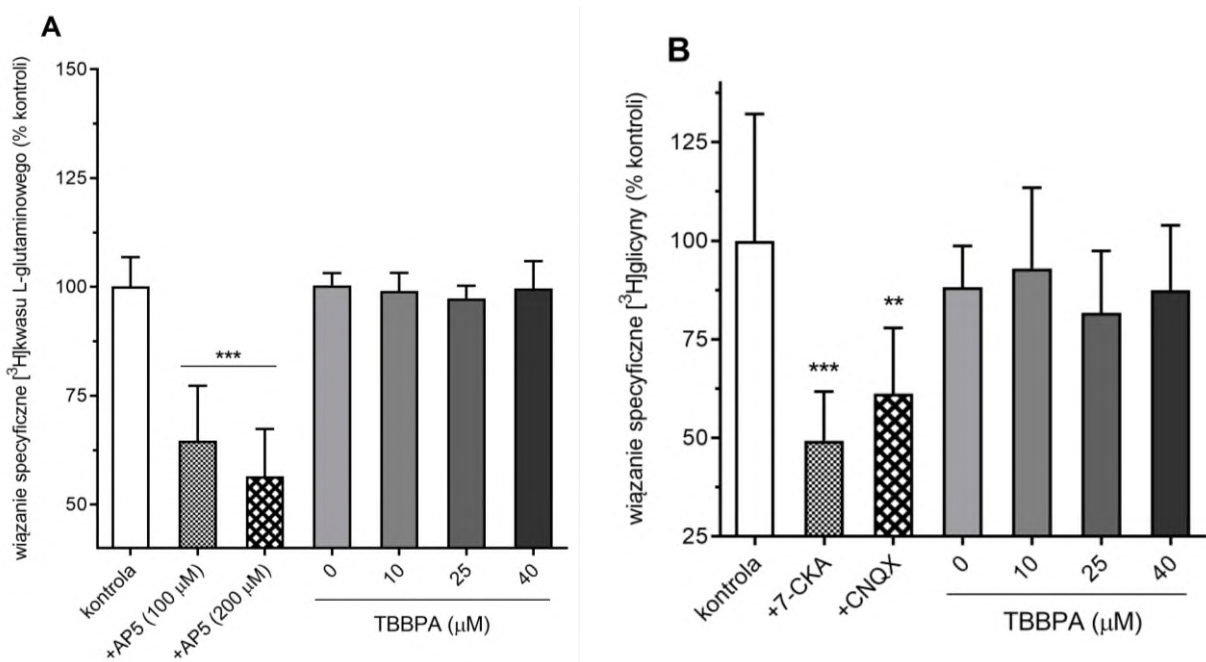 A
wiązanie specyficzne [³H]kwasu L-glutaminowego (% kontroli)
150
125
100
75
50
***
kontrola
+AP5 (100 μM)
+AP5 (200 μM)
0
10
25
40
TBBPA (μM)
B
wiązanie specyficzne [³H]glicyny (% kontroli)
125
100
75
50
25
***
**
kontrola
+7-CKA
+CNQX
0
10
25
40
TBBPA (μM)